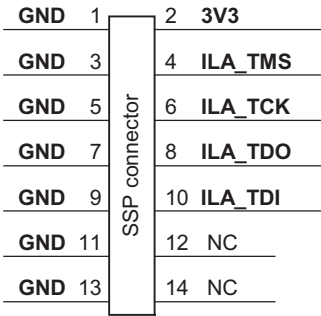 GND 1 2 3V3
GND 3 4 ILA_TMS
GND 5 6 ILA_TCK
GND 7 8 ILA_TDO
GND 9 10 ILA_TDI
GND 11 12 NC
GND 13 14 NC
SSP connector